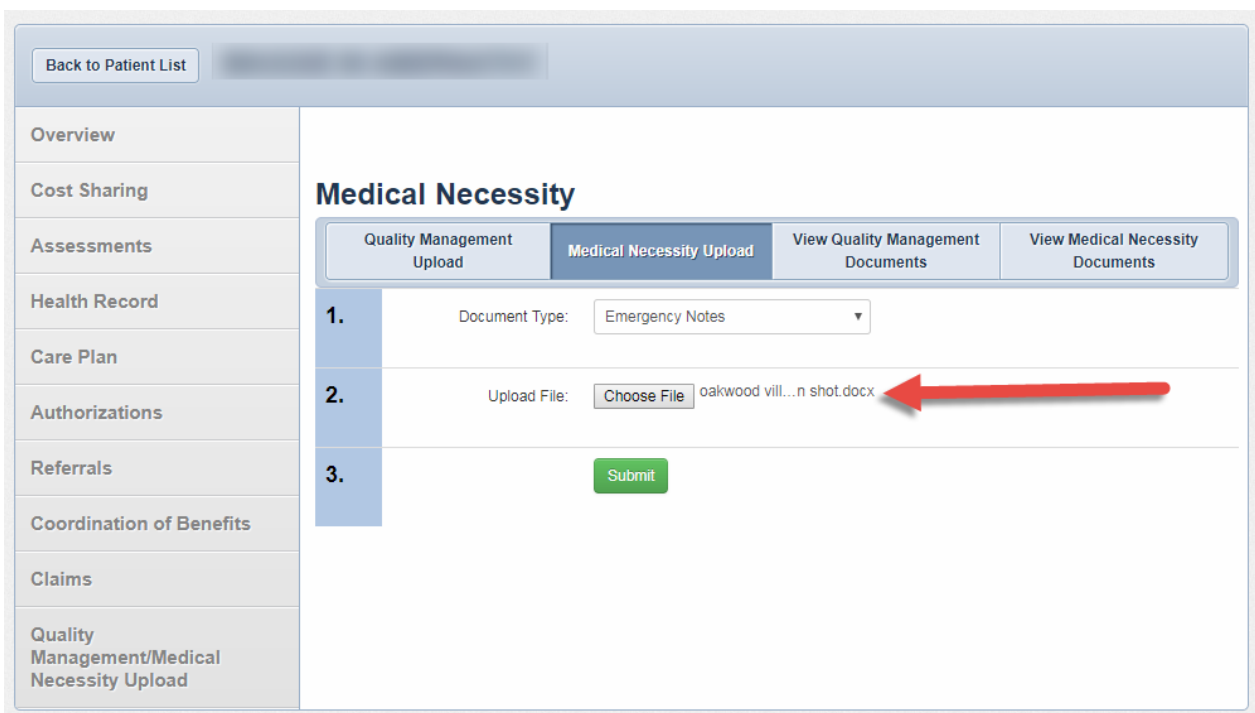 Back to Patient List
Overview
Cost Sharing
Assessments
Health Record
Care Plan
Authorizations
Referrals
Coordination of Benefits
Claims
Quality
Management/Medical
Necessity Upload
Medical Necessity
Quality Management
Upload
Medical Necessity Upload
View Quality Management
Documents
View Medical Necessity
Documents
1.
Document Type:
Emergency Notes
2.
Upload File:
Choose File
oakwood vill...n shot.docx
3.
Submit